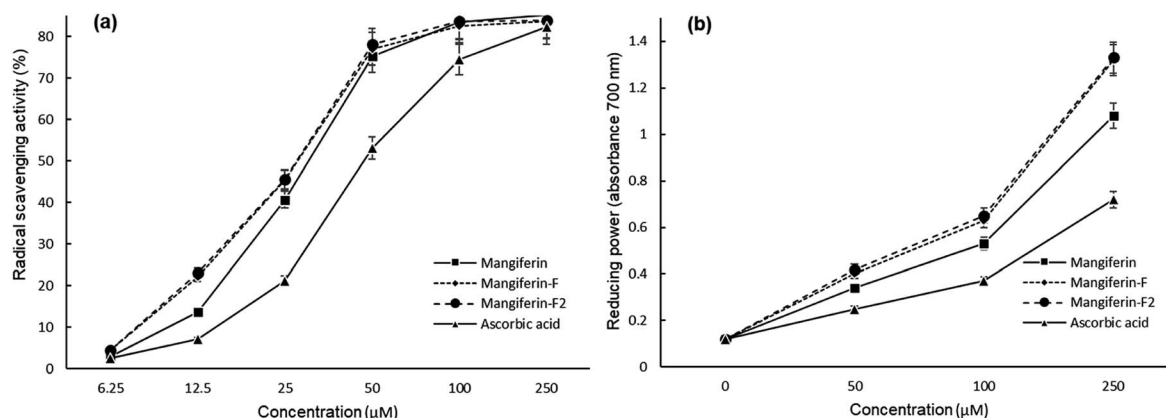 (a)
Radical scavenging activity (%)
80
70
60
50
40
30
20
10
0
6.25 12.5 25 50 100 250
Concentration (µM)
Mangiferin
Mangiferin-F
Mangiferin-F2
Ascorbic acid
(b)
Reducing power (absorbance 700 nm)
1.4
1.2
1
0.8
0.6
0.4
0.2
0
0 50 100 250
Concentration (µM)
Mangiferin
Mangiferin-F
Mangiferin-F2
Ascorbic acid